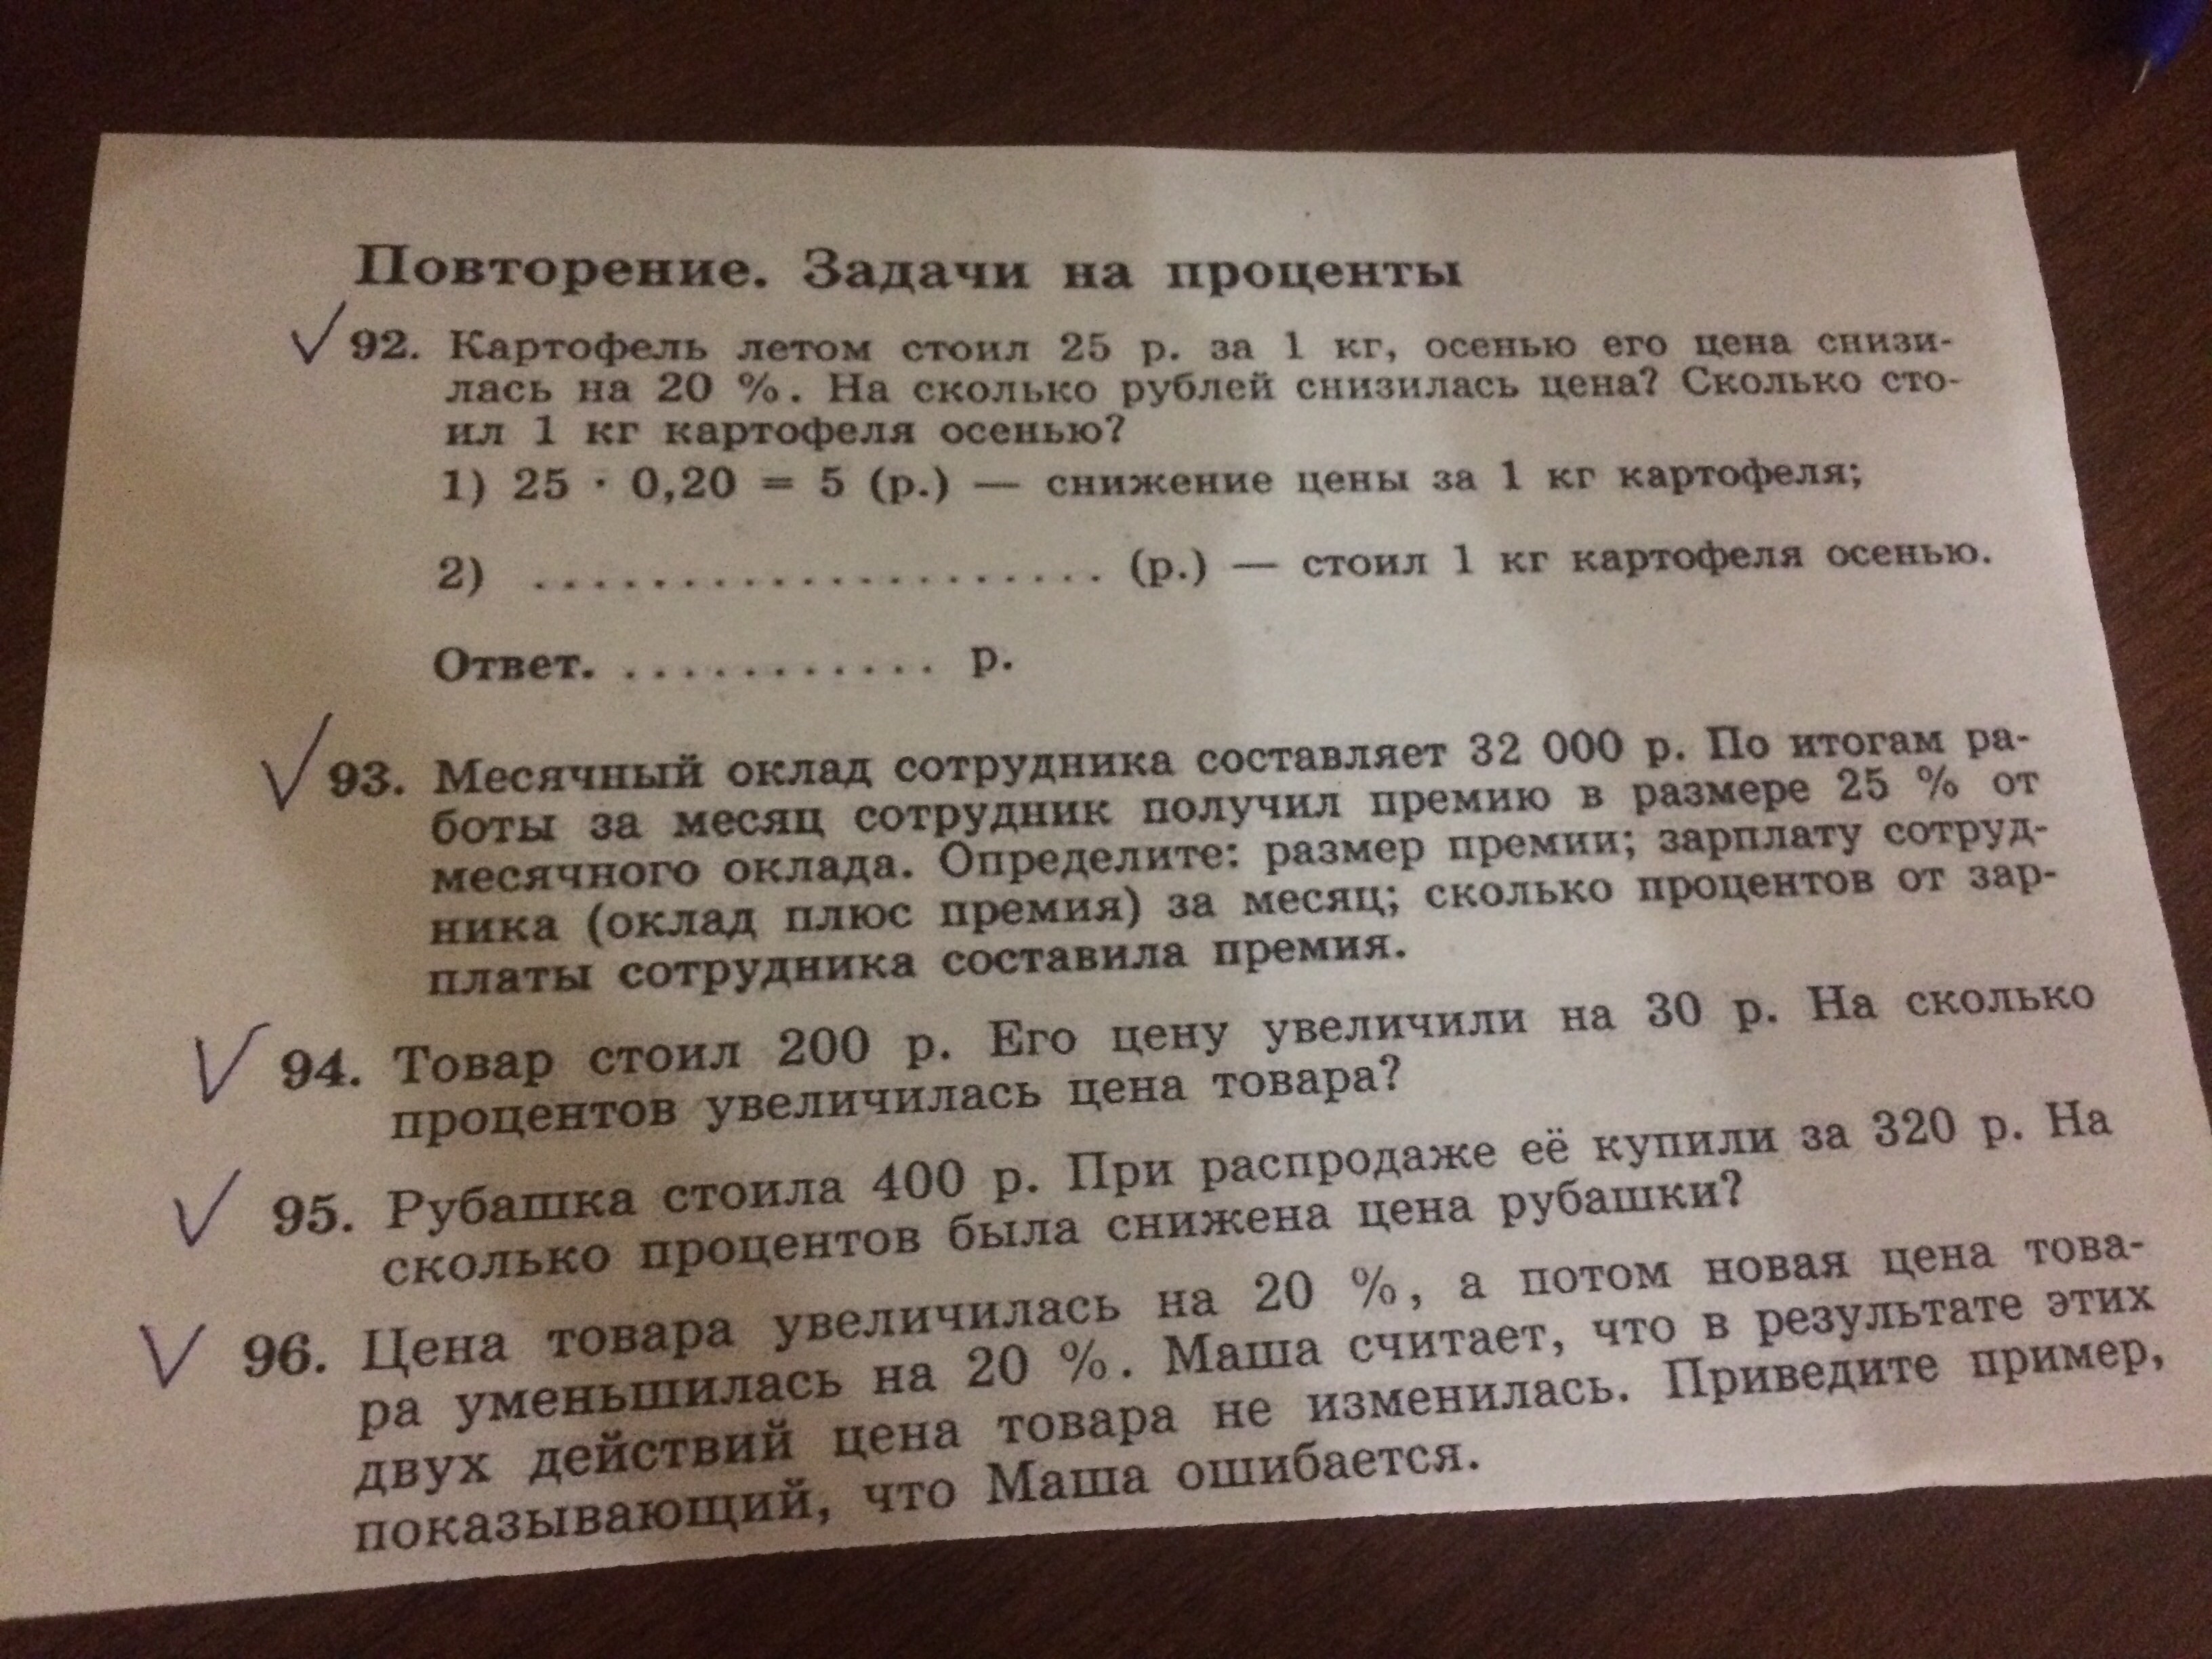 Повторение. Задачи на проценты
92. Картофель летом стоил 25 р. за 1 кг, осенью его цена снизи-
лась на 20 %. На сколько рублей снизилась цена? Сколько сто-
ил 1 кг картофеля осенью?
1) 25 · 0,20 = 5 (р.) — снижение цены за 1 кг картофеля;
2) .................... (р.) — стоил 1 кг картофеля осенью.
Ответ. ........... р.
93. Месячный оклад сотрудника составляет 32 000 р. По итогам ра-
боты за месяц сотрудник получил премию в размере 25 % от
месячного оклада. Определите: размер премии; зарплату сотруд-
ника (оклад плюс премия) за месяц; сколько процентов от зар-
платы сотрудника составила премия.
94. Товар стоил 200 р. Его цену увеличили на 30 р. На сколько
процентов увеличилась цена товара?
95. Рубашка стоила 400 р. При распродаже её купили за 320 р. На
сколько процентов была снижена цена рубашки?
96. Цена товара увеличилась на 20 %, а потом новая цена това-
ра уменьшилась на 20 %. Маша считает, что в результате этих
двух действий цена товара не изменилась. Приведите пример,
показывающий, что Маша ошибается.